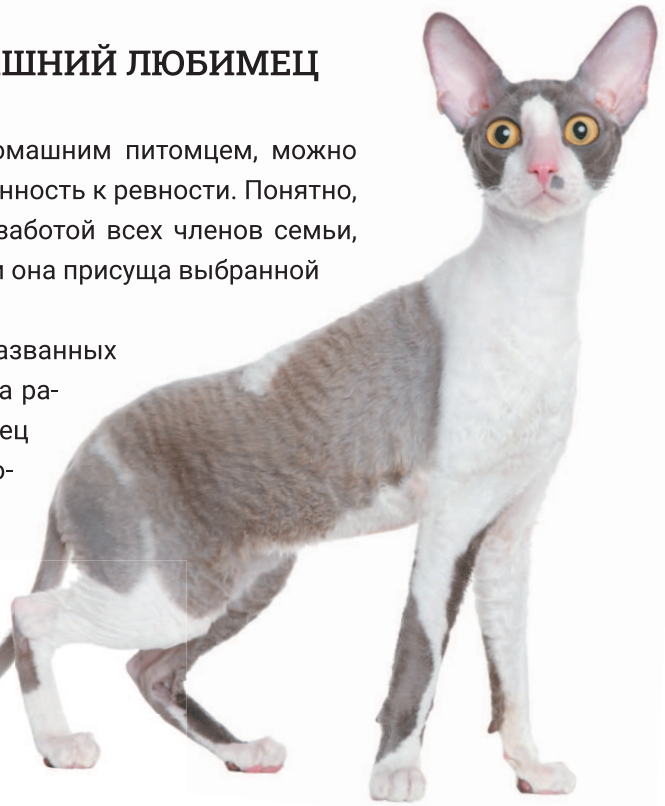 ШНИЙ ЛЮБИМЕЦ
омашним питомцем, можно
нность к ревности. Понятно,
заботой всех членов семьи,
и она присуща выбранной
азванных
а ра-
ец
о-